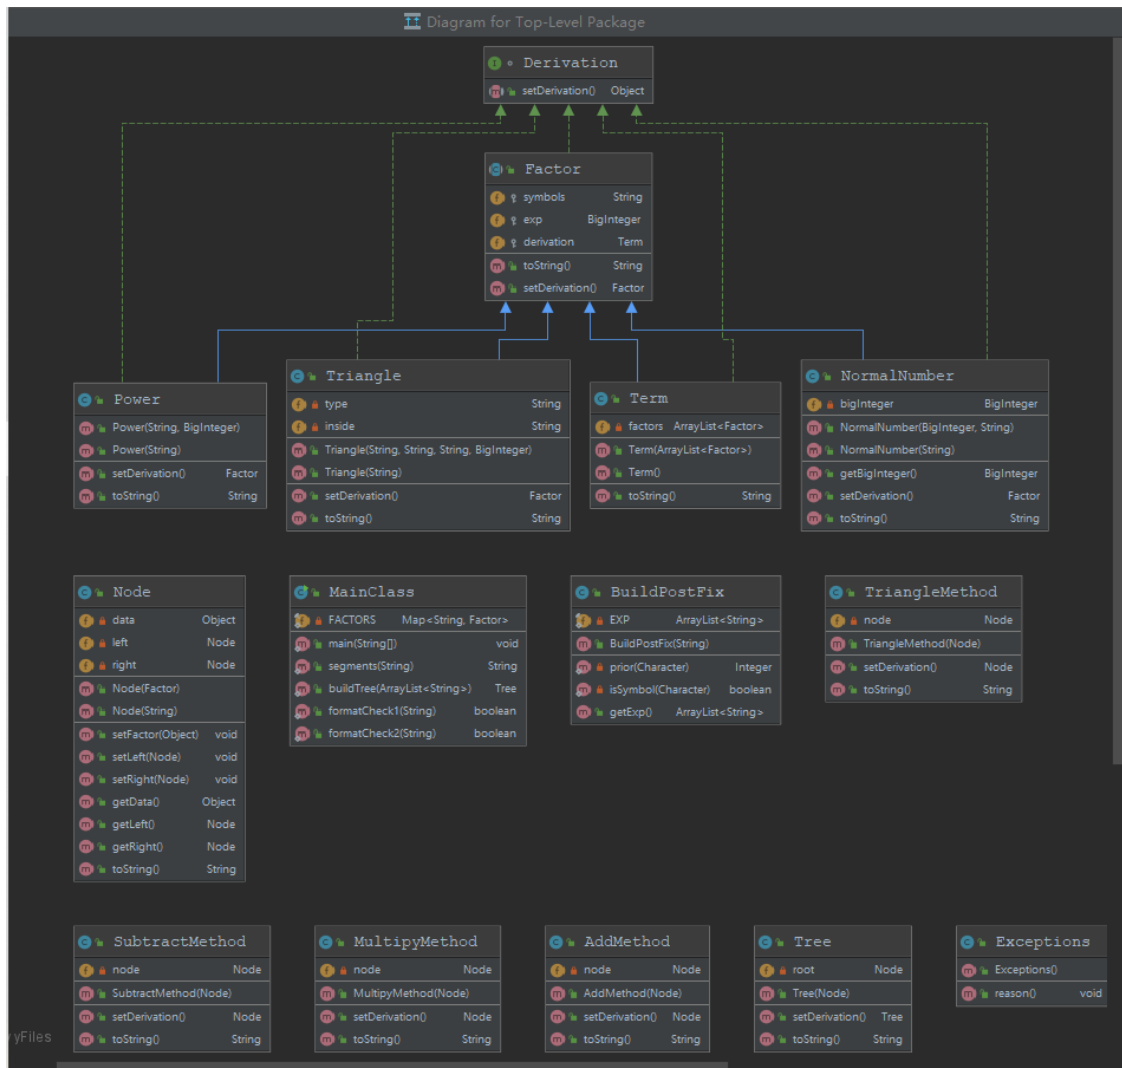 Diagram for Top-Level Package
Derivation
setDerivation() Object
Factor
symbols String
exp BigInteger
derivation Term
toString() String
setDerivation() Factor
Power
Power(String, BigInteger)
Power(String)
setDerivation() Factor
toString() String
Triangle
type String
inside String
Triangle(String, String, String, BigInteger)
Triangle(String)
setDerivation() Factor
toString() String
Term
factors ArrayList<Factor>
Term(ArrayList<Factor>)
Term()
toString() String
NormalNumber
bigInteger BigInteger
NormalNumber(BigInteger, String)
NormalNumber(String)
getBigInteger() BigInteger
setDerivation() Factor
toString() String
Node
data Object
left Node
right Node
Node(Factor)
Node(String)
setFactor(Object) void
setLeft(Node) void
setRight(Node) void
getData() Object
getLeft() Node
getRight() Node
toString() String
MainClass
FACTORS Map<String, Factor>
main(String[]) void
segments(String) String
buildTree(ArrayList<String>) Tree
formatCheck1(String) boolean
formatCheck2(String) boolean
BuildPostFix
EXP ArrayList<String>
BuildPostFix(String)
prior(Character) Integer
isSymbol(Character) boolean
getExp() ArrayList<String>
TriangleMethod
node Node
TriangleMethod(Node)
setDerivation() Node
toString() String
SubtractMethod
node Node
SubtractMethod(Node)
setDerivation() Node
toString() String
MultipyMethod
node Node
MultipyMethod(Node)
setDerivation() Node
toString() String
AddMethod
node Node
AddMethod(Node)
setDerivation() Node
toString() String
Tree
root Node
Tree(Node)
setDerivation() Tree
toString() String
Exceptions
Exceptions()
reason() void
yFiles